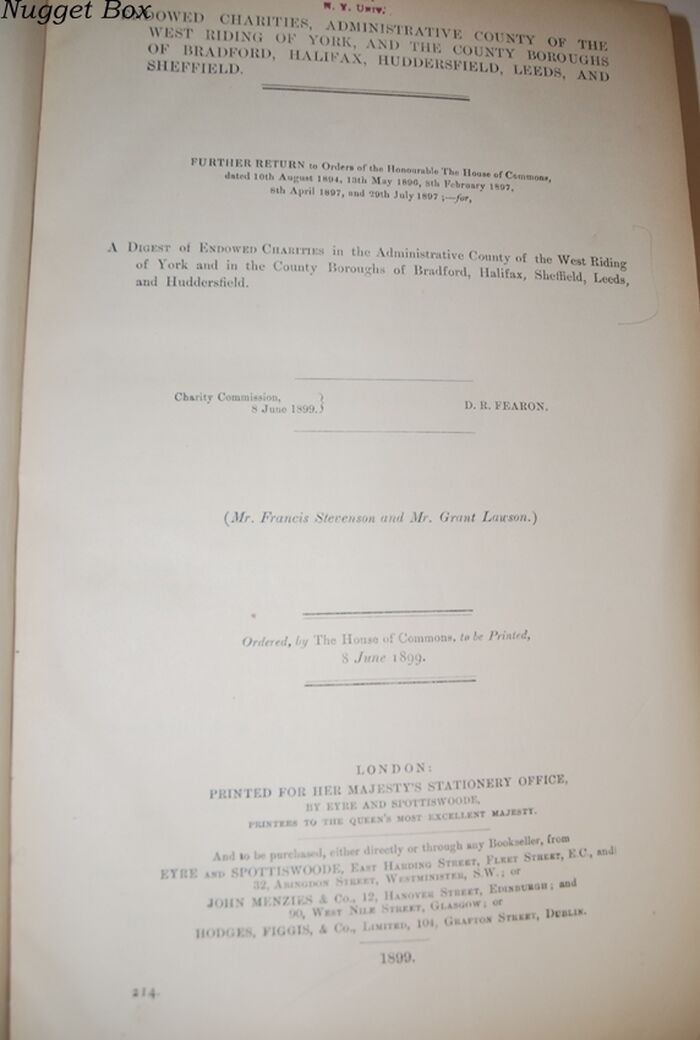 Nugget Box
N. Y. Univ.
ENDOWED CHARITIES, ADMINISTRATIVE COUNTY OF THE
WEST RIDING OF YORK, AND THE COUNTY BOROUGHS
OF BRADFORD, HALIFAX, HUDDERSFIELD, LEEDS, AND
SHEFFIELD.
FURTHER RETURN to Orders of the Honourable The House of Commons,
dated 10th August 1894, 13th May 1896, 8th February 1897,
8th April 1897, and 29th July 1897 ;—for,
A DIGEST of ENDOWED CHARITIES in the Administrative County of the West Riding
of York and in the County Boroughs of Bradford, Halifax, Sheffield, Leeds,
and Huddersfield.
Charity Commission,
8 June 1899.}
D. R. FEARON.
(Mr. Francis Stevenson and Mr. Grant Lawson.)
Ordered, by The House of Commons, to be Printed,
8 June 1899.
LONDON:
PRINTED FOR HER MAJESTY'S STATIONERY OFFICE,
BY EYRE AND SPOTTISWOODE,
PRINTERS TO THE QUEEN'S MOST EXCELLENT MAJESTY.
And to be purchased, either directly or through any Bookseller, from
EYRE AND SPOTTISWOODE, EAST HARDING STREET, FLEET STREET, E.C., and
32, ABINGDON STREET, WESTMINISTER, S.W.; or
JOHN MENZIES & Co., 12, HANOVER STREET, EDINBURGH; and
90, WEST NILE STREET, GLASGOW; or
HODGES, FIGGIS, & Co., LIMITED, 104, GRAFTON STREET, DUBLIN.
1899.
214.